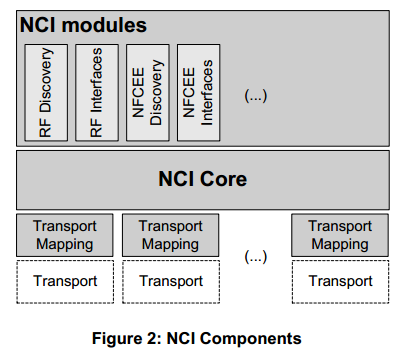 NCI modules
RF Discovery
RF Interfaces
NFCEE
Discovery
NFCEE
Interfaces
(...)
NCI Core
Transport
Mapping
Transport
Mapping
(...)
Transport
Mapping
Transport
Transport
Transport
Figure 2: NCI Components